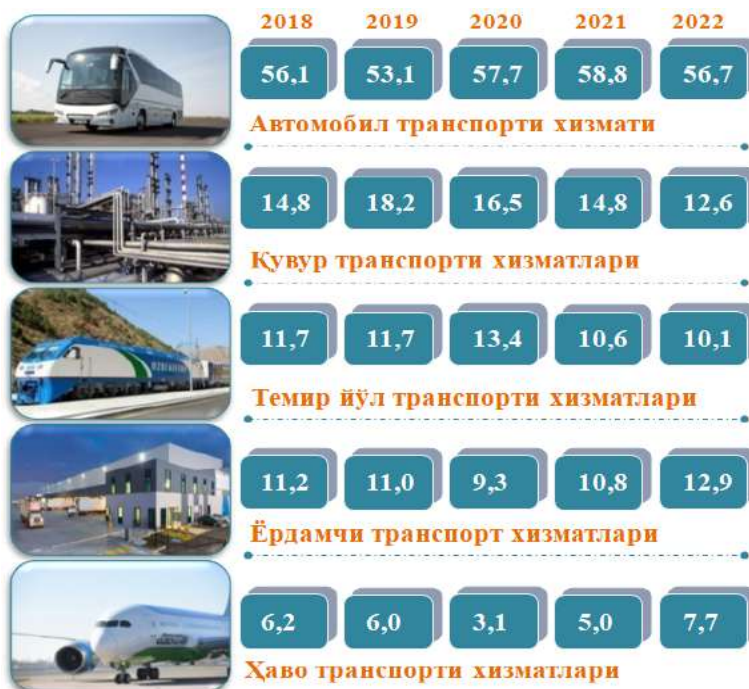 2018 2019 2020 2021 2022
56,1 53,1 57,7 58,8 56,7
Автомобил транспорти хизмати
14,8 18,2 16,5 14,8 12,6
Қувур транспорти хизматлари
11,7 11,7 13,4 10,6 10,1
Темир йўл транспорти хизматлари
11,2 11,0 9,3 10,8 12,9
Ёрдамчи транспорт хизматлари
6,2 6,0 3,1 5,0 7,7
Ҳаво транспорти хизматлари